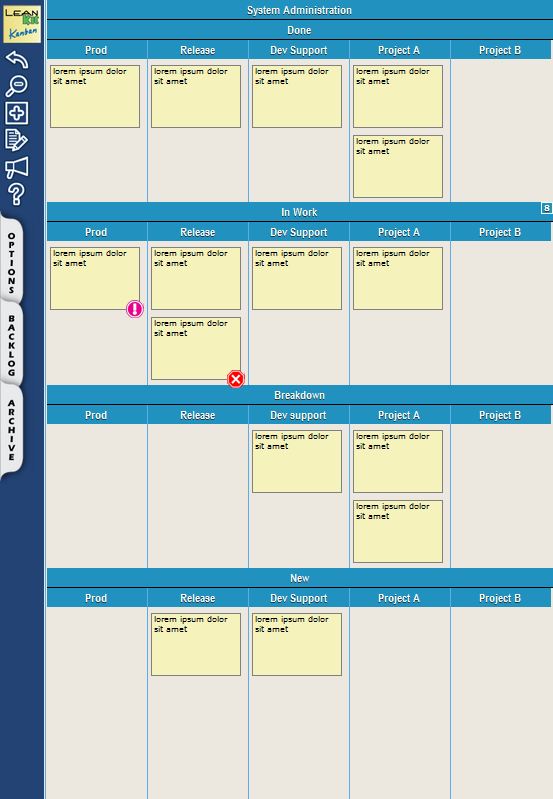 LEAN
Kit
Kanban
OPTIONS
BACKLOG
ARCHIVE
System Administration
Done
Prod Release Dev Support Project A Project B
lorem ipsum dolor
sit amet
lorem ipsum dolor
sit amet
lorem ipsum dolor
sit amet
lorem ipsum dolor
sit amet
lorem ipsum dolor
sit amet
In Work
8
Prod Release Dev Support Project A Project B
lorem ipsum dolor
sit amet
lorem ipsum dolor
sit amet
lorem ipsum dolor
sit amet
lorem ipsum dolor
sit amet
lorem ipsum dolor
sit amet
Breakdown
Prod Release Dev support Project A Project B
lorem ipsum dolor
sit amet
lorem ipsum dolor
sit amet
lorem ipsum dolor
sit amet
New
Prod Release Dev Support Project A Project B
lorem ipsum dolor
sit amet
lorem ipsum dolor
sit amet